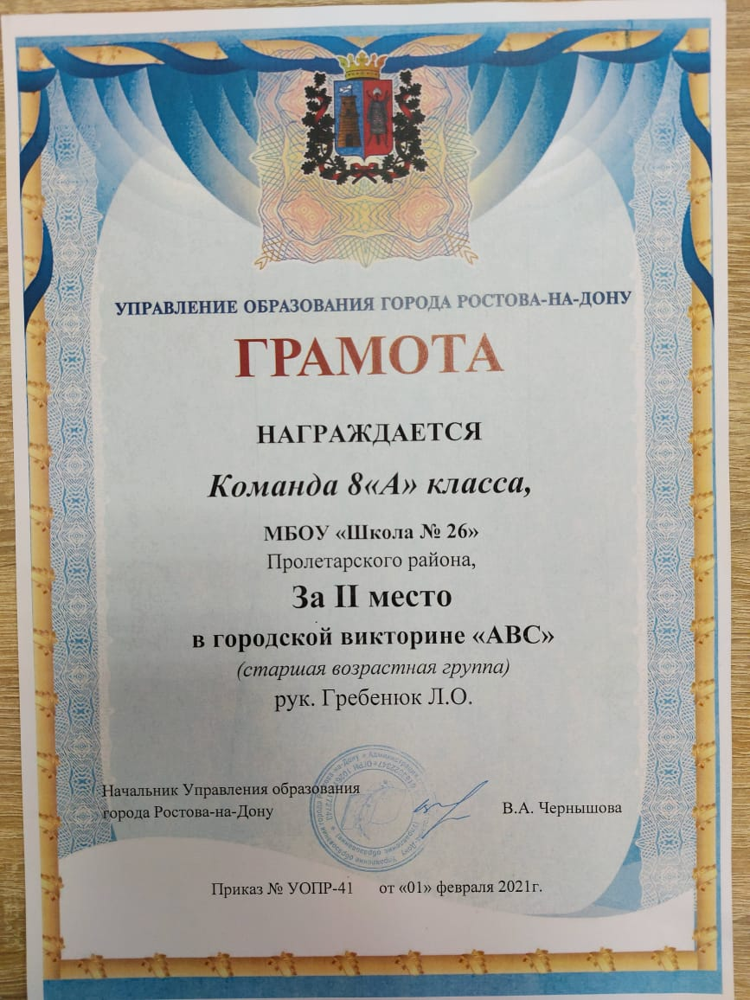 УПРАВЛЕНИЕ ОБРАЗОВАНИЯ ГОРОДА РОСТОВА-НА-ДОНУ
ГРАМОТА
НАГРАЖДАЕТСЯ
Команда 8«А» класса,
МБОУ «Школа № 26»
Пролетарского района,
За II место
в городской викторине «АВС»
(старшая возрастная группа)
рук. Гребенюк Л.О.
Начальник Управления образования
города Ростова-на-Дону
В.А. Чернышова
Приказ № УОПР-41 от «01» февраля 2021г.